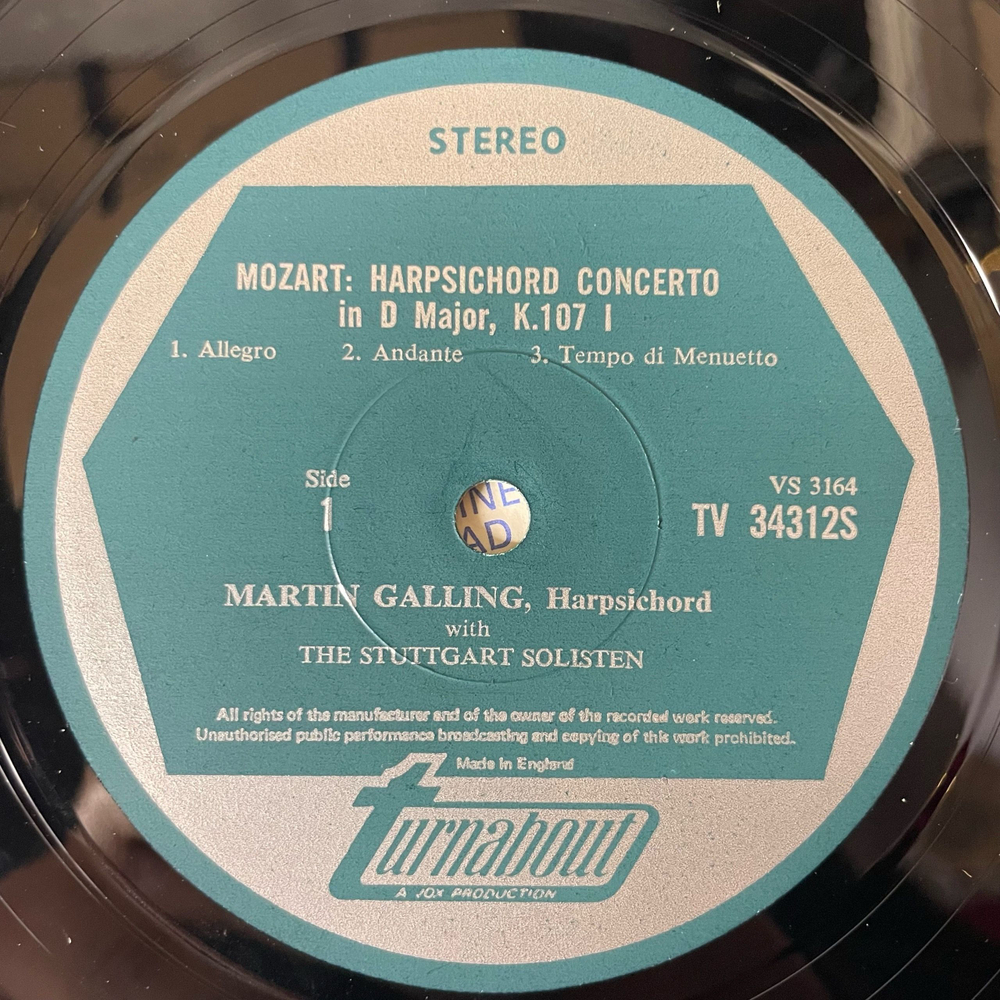 STEREO
MOZART: HARPSICHORD CONCERTO
in D Major, K.107 I
1. Allegro 2. Andante 3. Tempo di Menuetto
Side
1
VS 3164
TV 34312S
INE
AD
MARTIN GALLING, Harpsichord
with
THE STUTTGART SOLISTEN
All rights of the manufacturer and of the owner of the recorded work reserved.
Unauthorised public performance broadcasting and copying of this work prohibited.
Made in England
turnabout
A VOX PRODUCTION